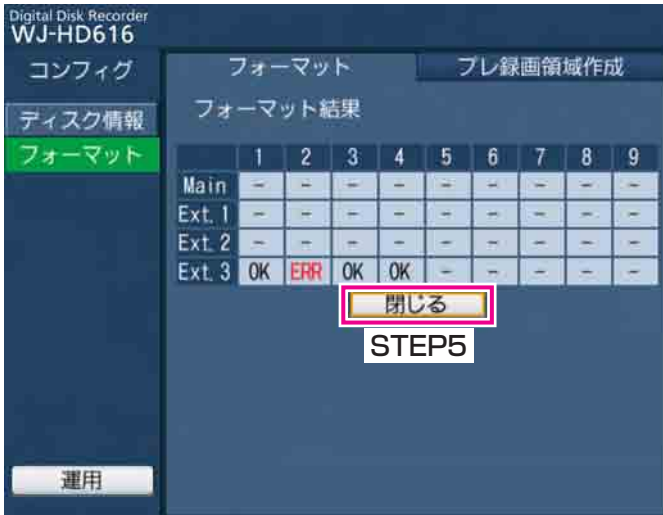 Digital Disk Recorder
WJ-HD616
コンフィグ
フォーマット プレ録画領域作成
ディスク情報
フォーマット
フォーマット結果
1 2 3 4 5 6 7 8 9
Main - - - - - - - - -
Ext. 1 - - - - - - - - -
Ext. 2 - - - - - - - - -
Ext. 3 OK ERR OK OK - - - - -
閉じる
STEP5
運用